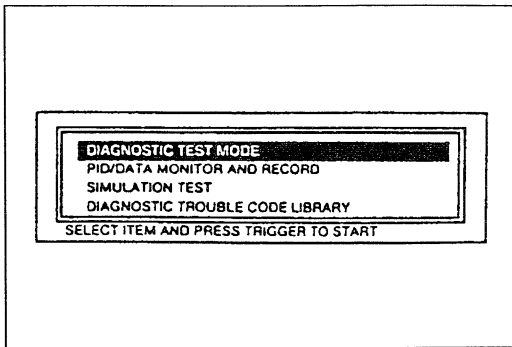 DIAGNOSTIC TEST MODE
PID/DATA MONITOR AND RECORD
SIMULATION TEST
DIAGNOSTIC TROUBLE CODE LIBRARY
SELECT ITEM AND PRESS TRIGGER TO START